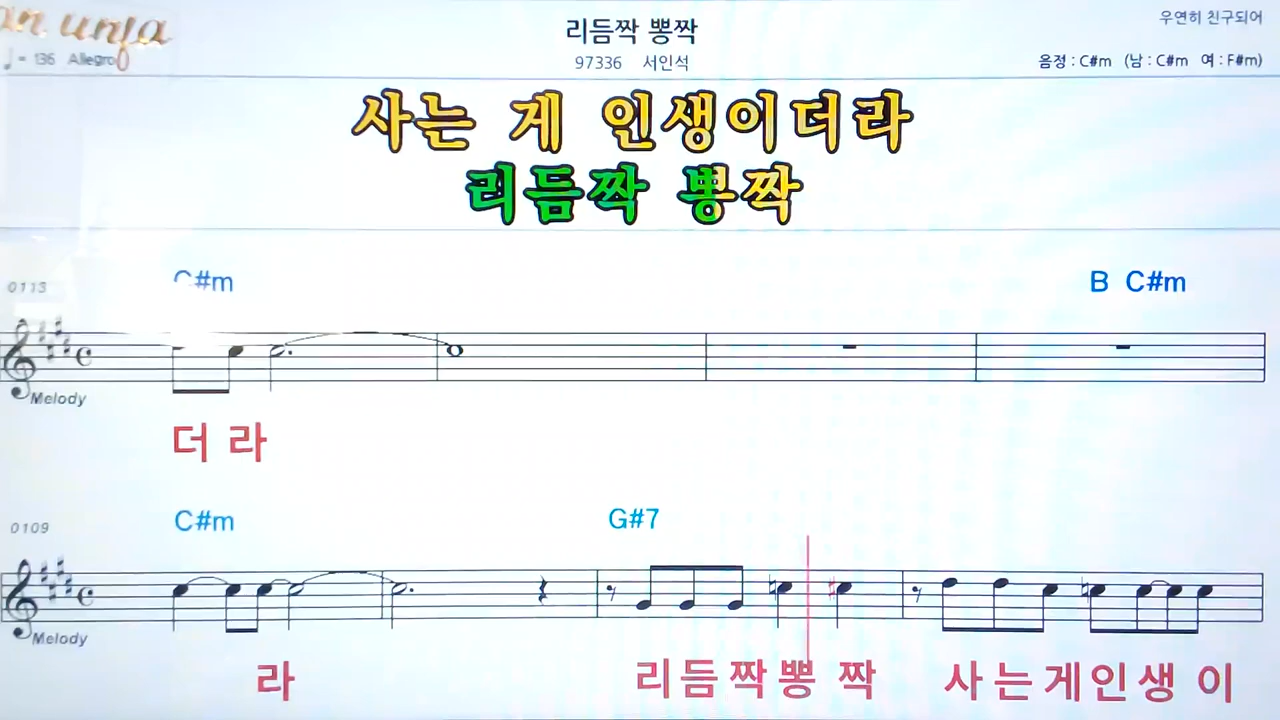 우연히 친구되어
리듬짝 뽕짝
♩ = 136 Allegro
97336 서인석
음정 : C#m (남 : C#m 여 : F#m)
사는 게 인생이더라
리듬짝 뽕짝
0113
C#m
B C#m
Melody
더 라
0109
C#m
G#7
Melody
라
리듬짝뽕 짝 사는게인생 이